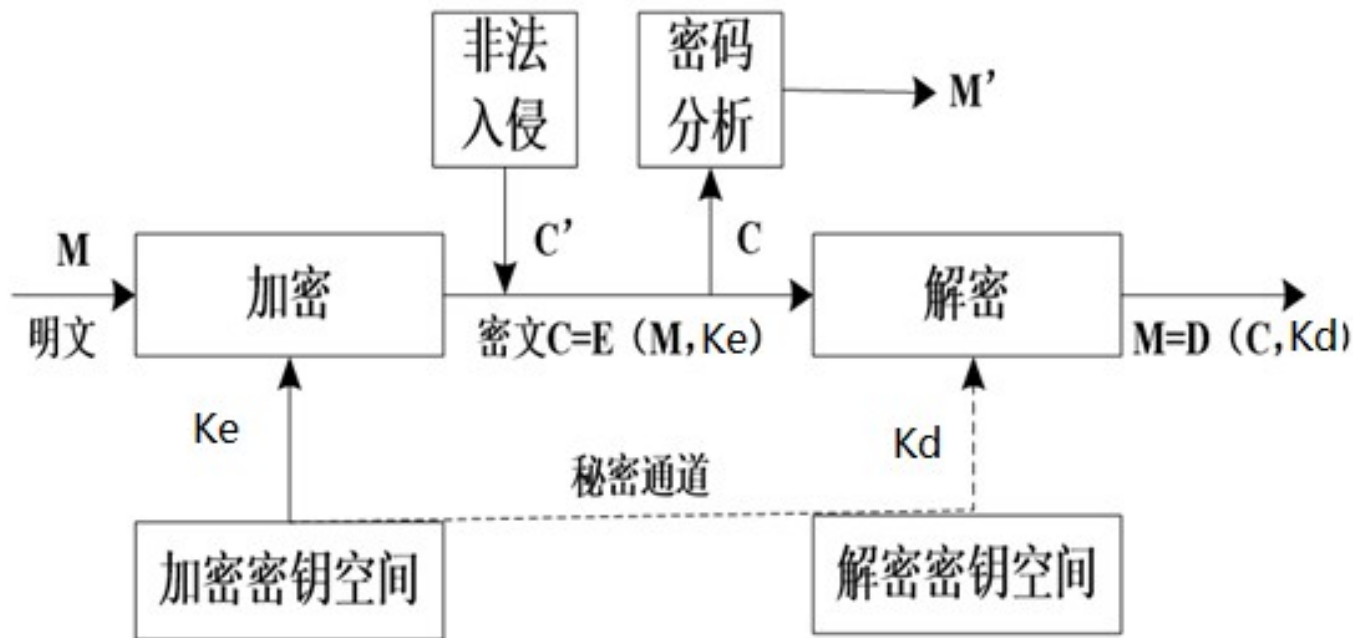 非法
入侵
密码
分析
M’
M
C’
C
加密
解密
明文
密文C=E（M,Ke）
M=D（C,Kd)
Ke
Kd
秘密通道
加密密钥空间
解密密钥空间